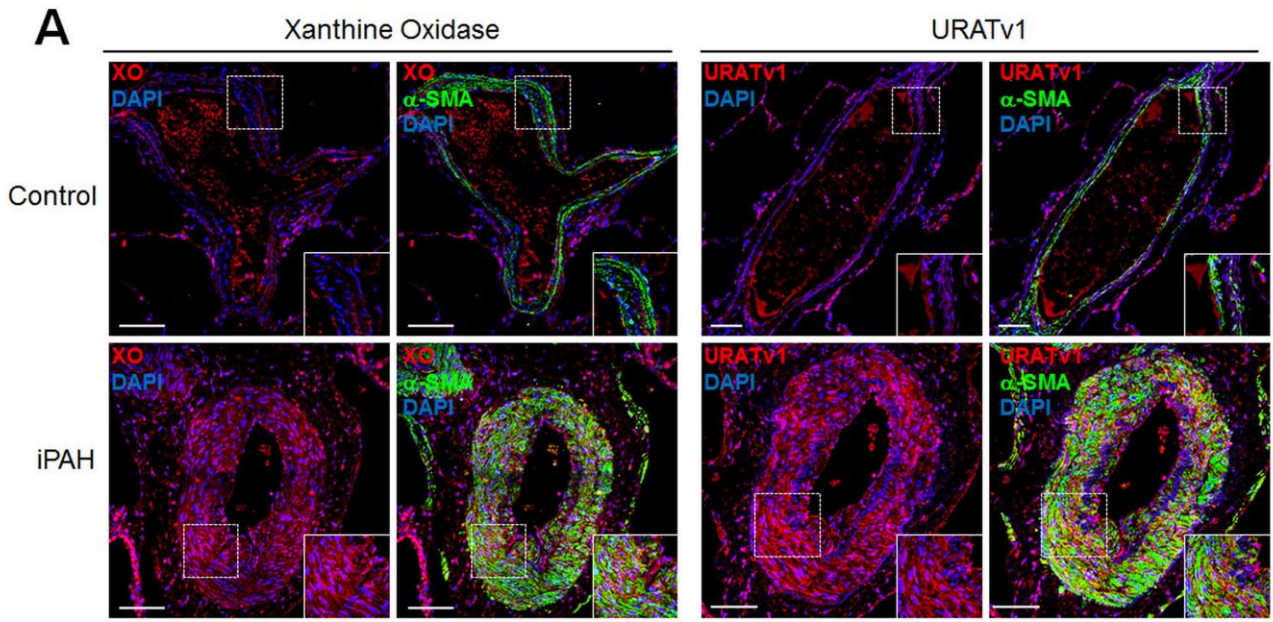 A
Xanthine Oxidase
URATv1
Control
XO
DAPI
XO
α-SMA
DAPI
URATv1
DAPI
URATv1
α-SMA
DAPI
iPAH
XO
DAPI
XO
α-SMA
DAPI
URATv1
DAPI
URATv1
α-SMA
DAPI